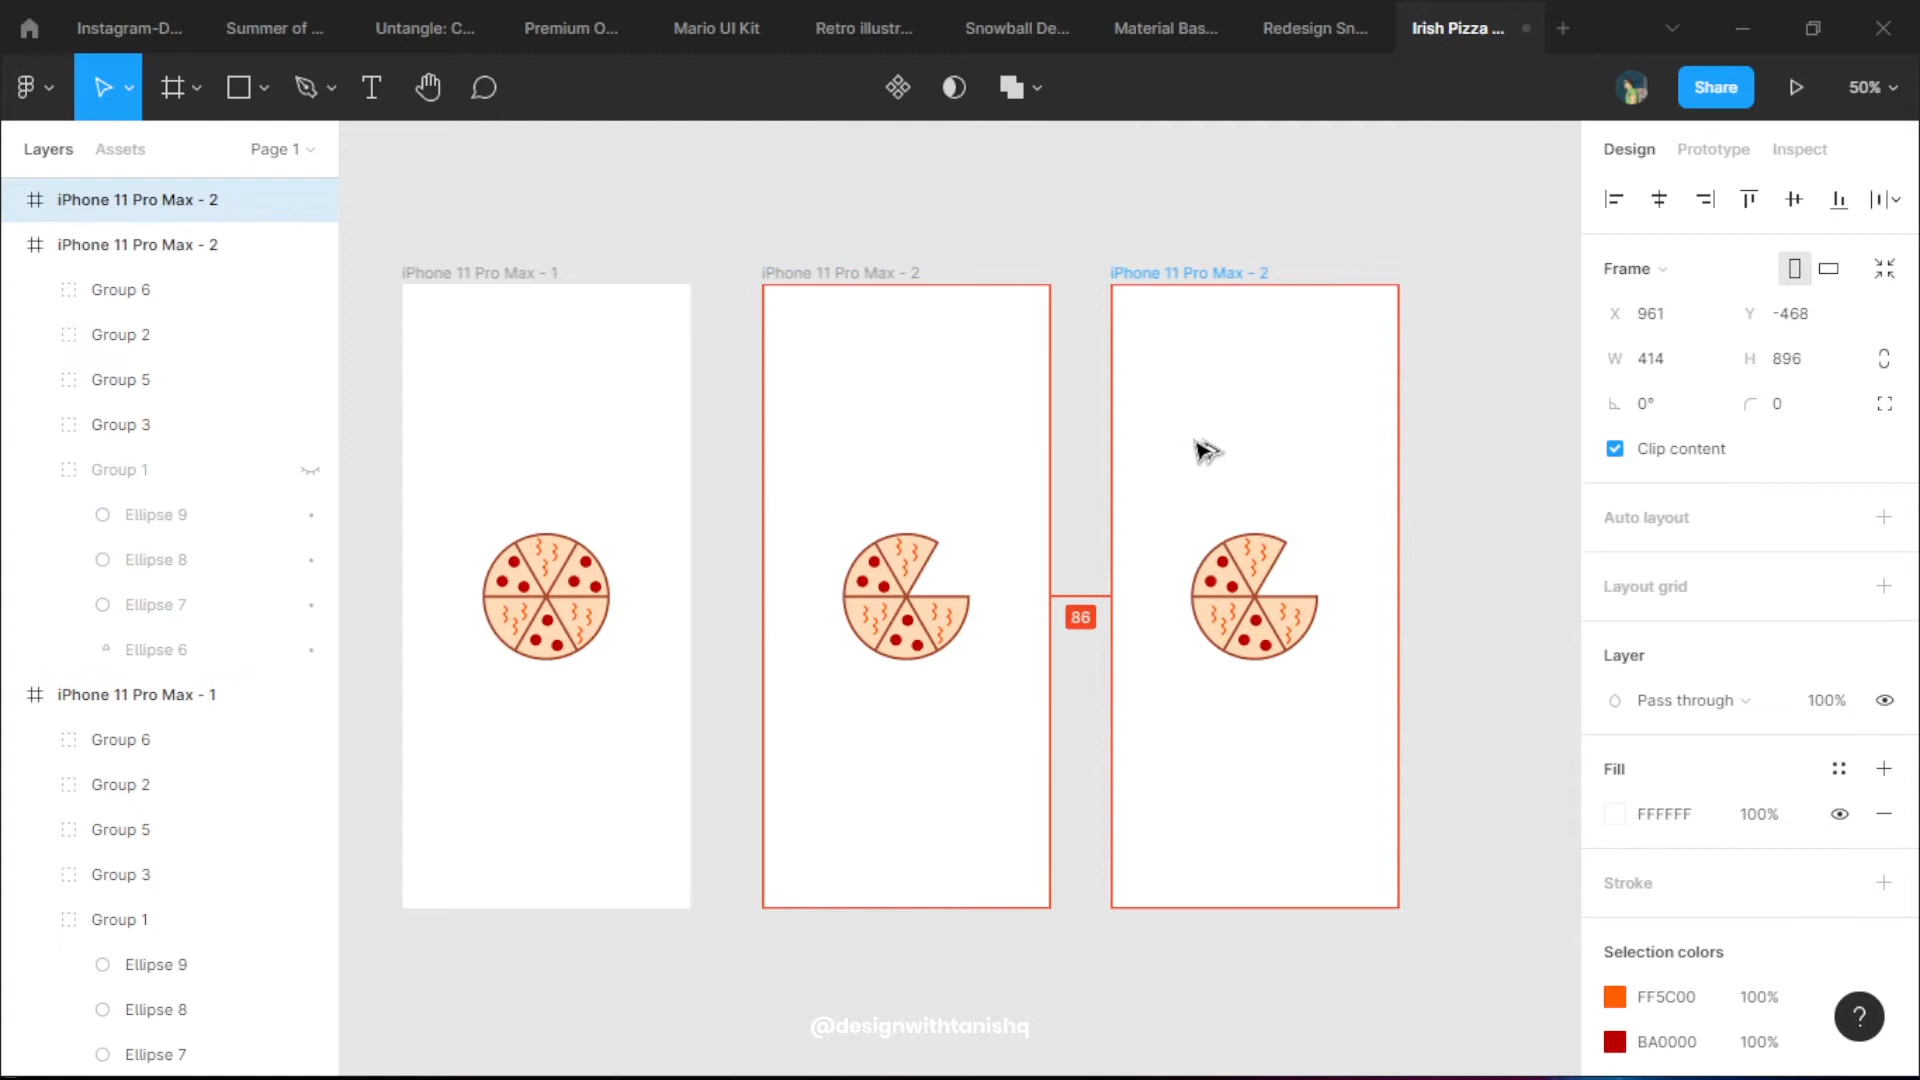 Instagram-D...
Summer of ...
Untangle: C...
Premium O...
Mario UI Kit
Retro illustr...
Snowball De...
Material Bas...
Redesign Sn...
Irish Pizza ...
Share
50%
Layers
Assets
Page 1
iPhone 11 Pro Max - 2
iPhone 11 Pro Max - 2
Group 6
Group 2
Group 5
Group 3
Group 1
Ellipse 9
Ellipse 8
Ellipse 7
Ellipse 6
iPhone 11 Pro Max - 1
Group 6
Group 2
Group 5
Group 3
Group 1
Ellipse 9
Ellipse 8
Ellipse 7
iPhone 11 Pro Max - 1
iPhone 11 Pro Max - 2
iPhone 11 Pro Max - 2
86
@designwithtanishq
Design
Prototype
Inspect
Frame
X 961
Y -468
W 414
H 896
0°
0
Clip content
Auto layout
Layout grid
Layer
Pass through
100%
Fill
FFFFFF
100%
Stroke
Selection colors
FF5C00
100%
BA0000
100%
?